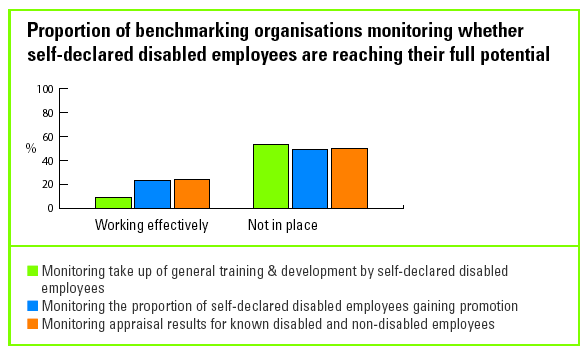 Proportion of benchmarking organisations monitoring whether
self-declared disabled employees are reaching their full potential
100
80
60
%
40
20
0
Working effectively
Not in place
Monitoring take up of general training & development by self-declared disabled
employees
Monitoring the proportion of self-declared disabled employees gaining promotion
Monitoring appraisal results for known disabled and non-disabled employees